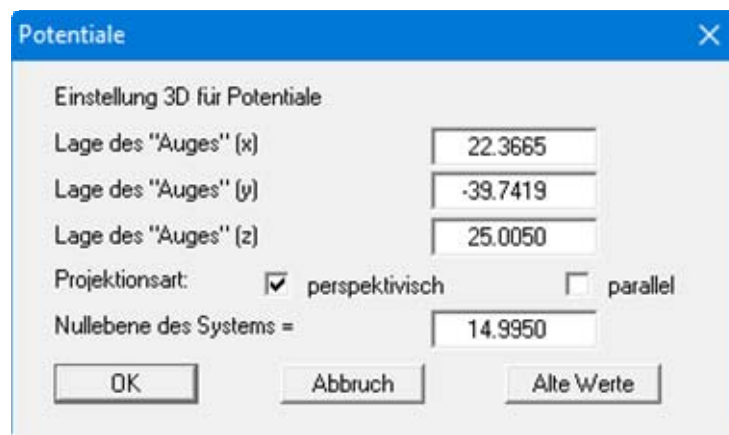 Potentiale
Einstellung 3D für Potentiale
Lage des "Auges" (x) 22.3665
Lage des "Auges" (y) -39.7419
Lage des "Auges" (z) 25.0050
Projektionsart: perspektivisch parallel
Nullebene des Systems = 14.9950
OK Abbruch Alte Werte